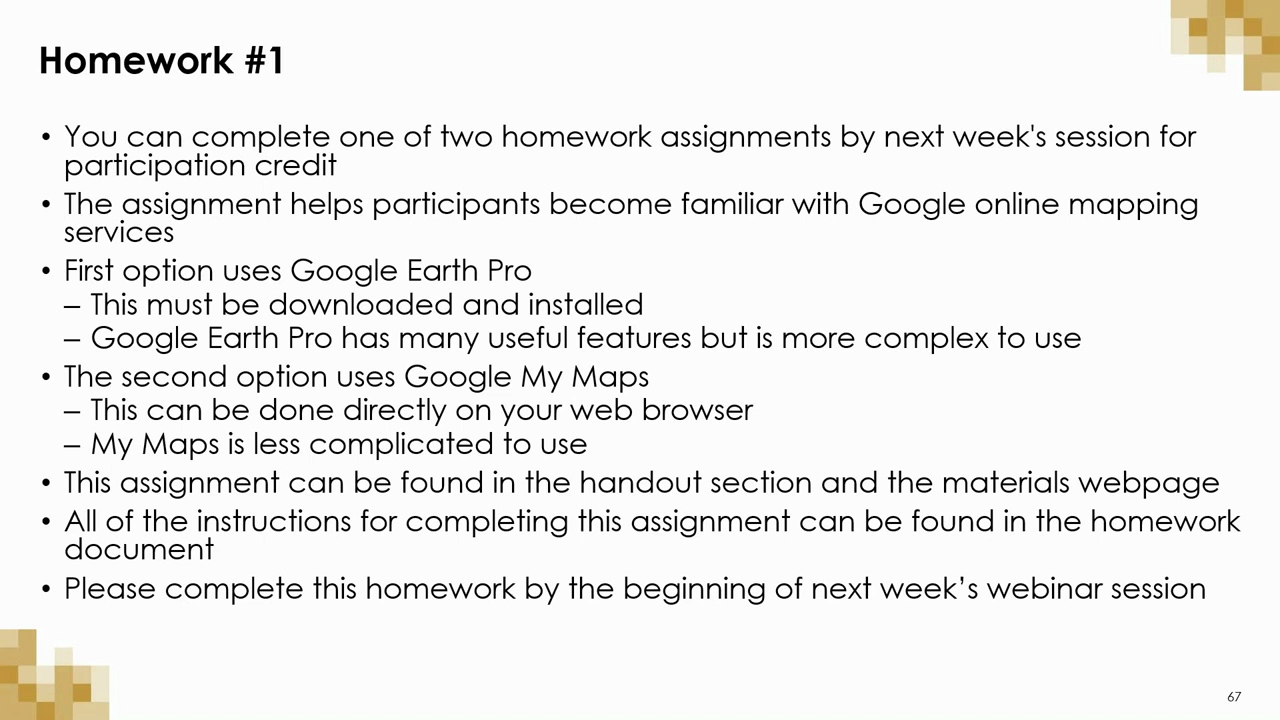 Homework #1
• You can complete one of two homework assignments by next week's session for
participation credit
• The assignment helps participants become familiar with Google online mapping
services
• First option uses Google Earth Pro
– This must be downloaded and installed
– Google Earth Pro has many useful features but is more complex to use
• The second option uses Google My Maps
– This can be done directly on your web browser
– My Maps is less complicated to use
• This assignment can be found in the handout section and the materials webpage
• All of the instructions for completing this assignment can be found in the homework
document
• Please complete this homework by the beginning of next week’s webinar session
67